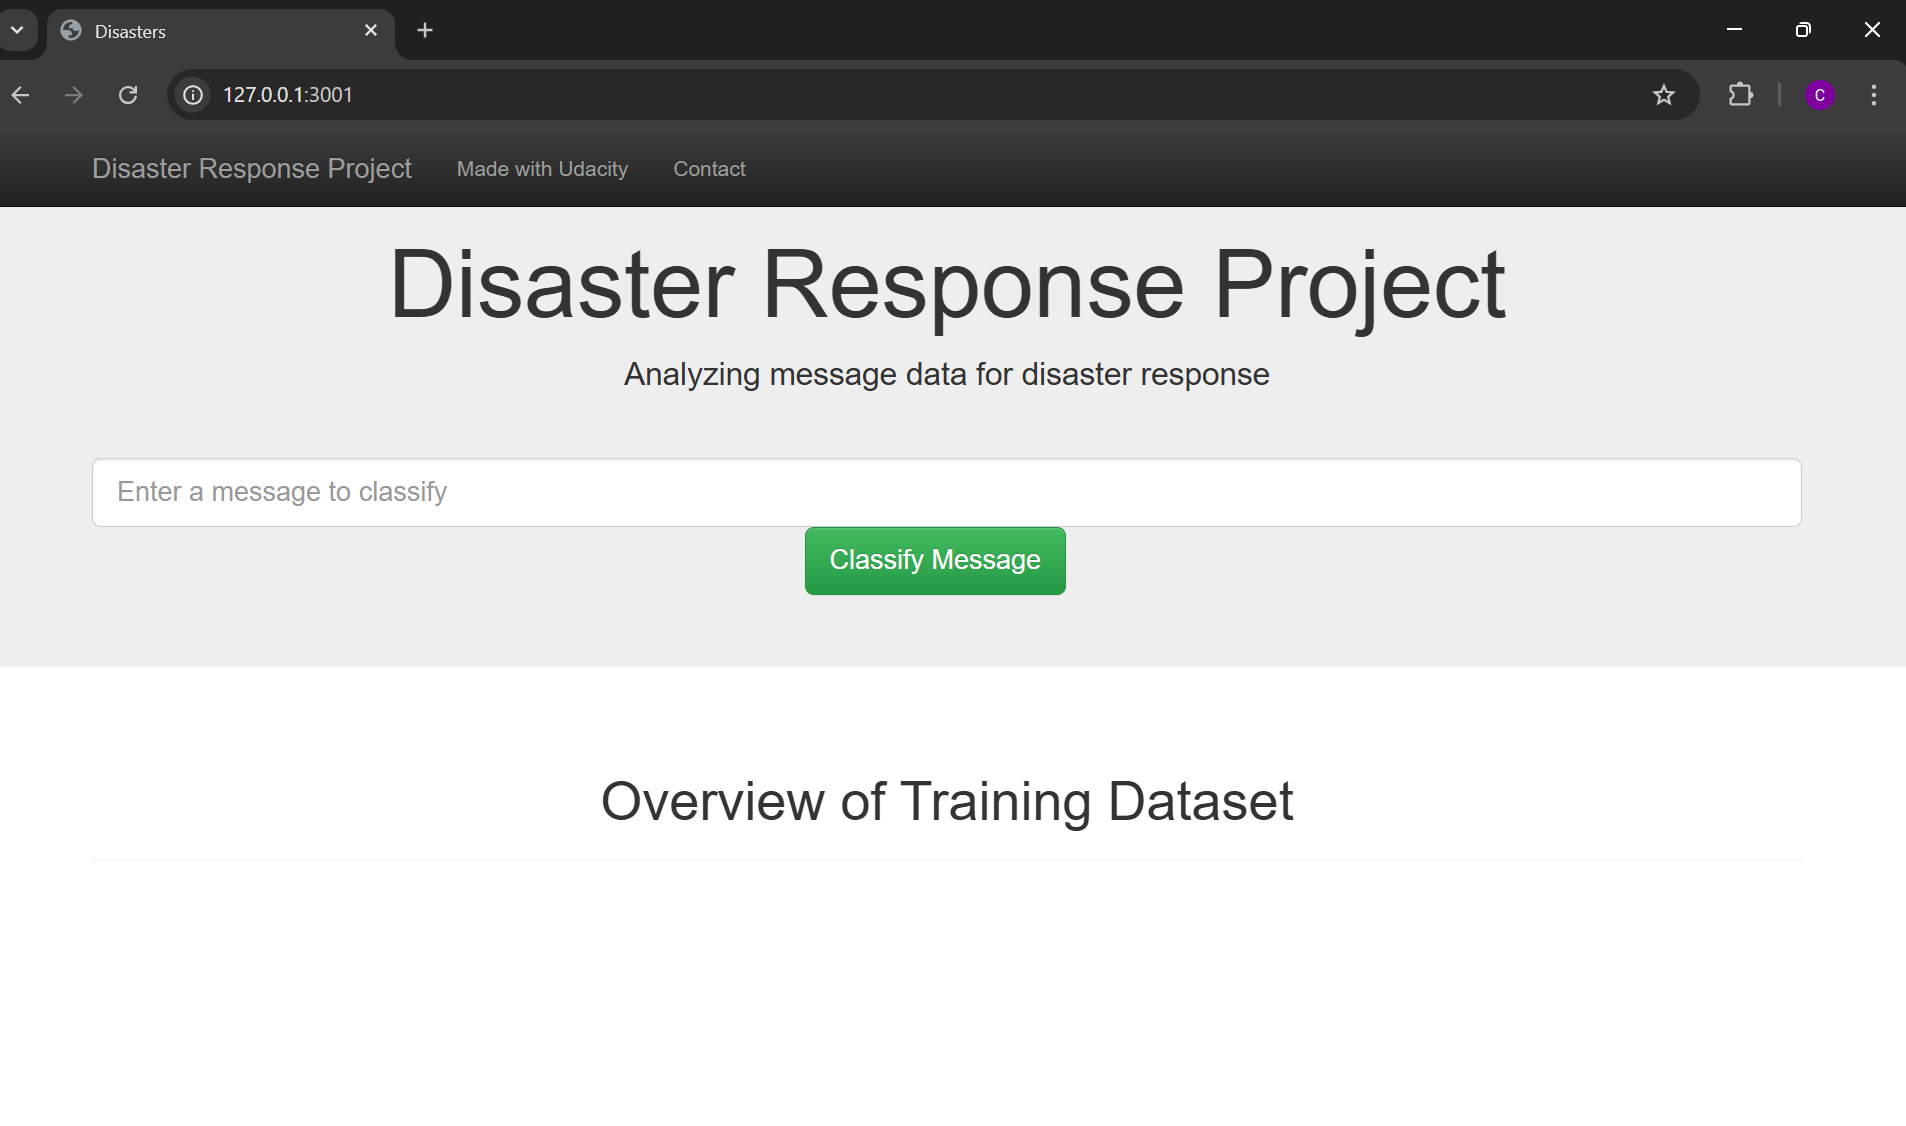 Disasters
127.0.0.1:3001
C
Disaster Response Project Made with Udacity Contact
Disaster Response Project
Analyzing message data for disaster response
Enter a message to classify
Classify Message
Overview of Training Dataset